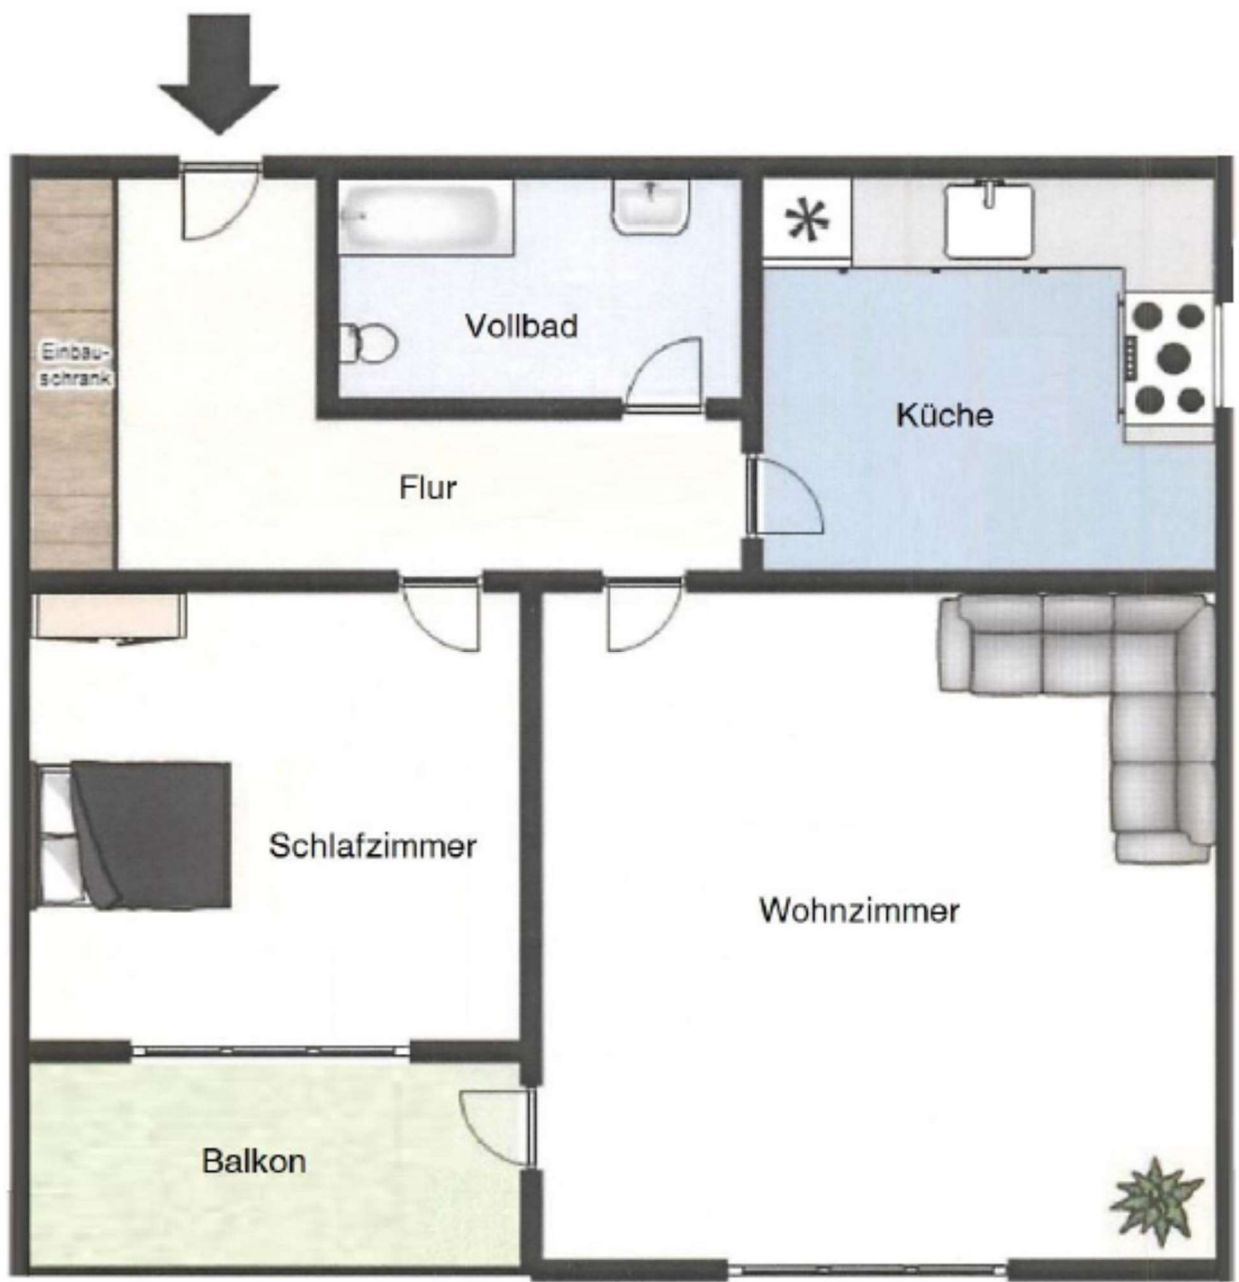 Vollbad
Einbau-
schrank
Küche
Flur
Schlafzimmer
Wohnzimmer
Balkon